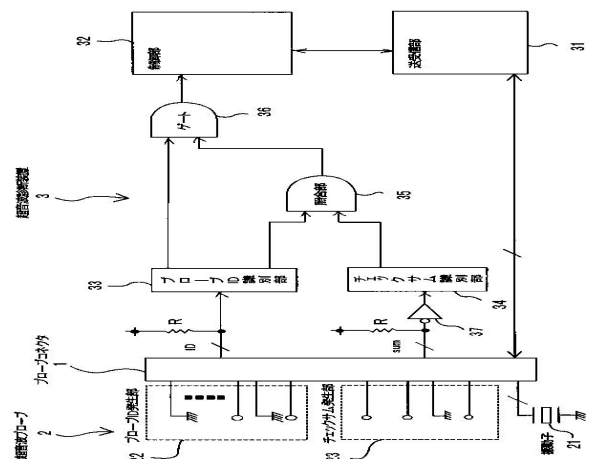 超音波診断装置
3
32
制御部
送受信部
31
ゲート
36
照合部
35
33
プローブID識別部
チェックサム識別部
34
R
R
37
ID
sum
プローブコネクタ
1
超音波プローブ
2
プローブID発生部
チェックサム発生部
振動子
21